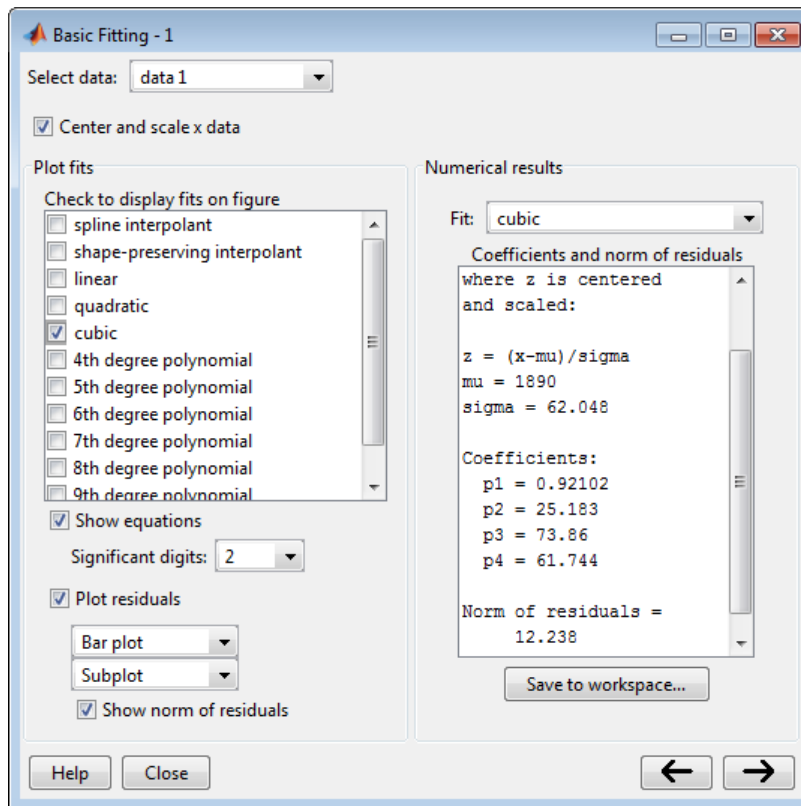 Basic Fitting - 1
Select data: data 1
Center and scale x data
Plot fits
Check to display fits on figure
spline interpolant
shape-preserving interpolant
linear
quadratic
cubic
4th degree polynomial
5th degree polynomial
6th degree polynomial
7th degree polynomial
8th degree polynomial
9th degree polynomial
Show equations
Significant digits: 2
Plot residuals
Bar plot
Subplot
Show norm of residuals
Numerical results
Fit: cubic
Coefficients and norm of residuals
where z is centered
and scaled:
z = (x-mu)/sigma
mu = 1890
sigma = 62.048
Coefficients:
p1 = 0.92102
p2 = 25.183
p3 = 73.86
p4 = 61.744
Norm of residuals =
12.238
Save to workspace...
Help Close